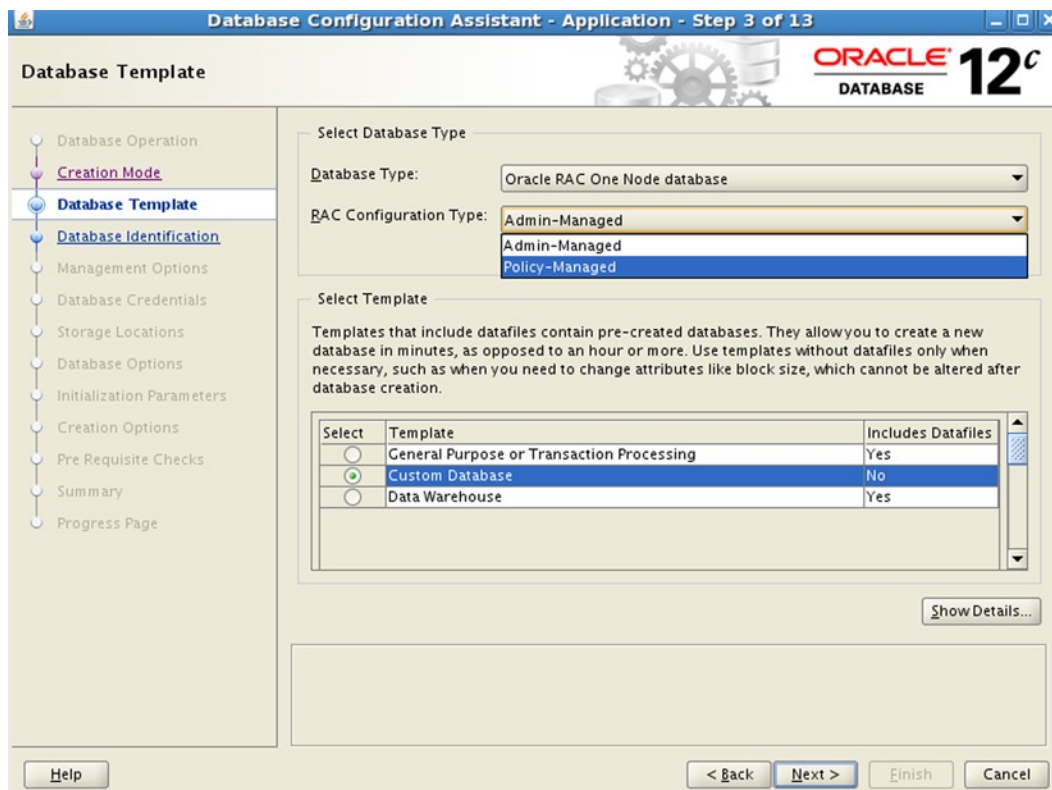 Database Configuration Assistant - Application - Step 3 of 13
Database Template
ORACLE
DATABASE
12c
Database Operation
Creation Mode
Database Template
Database Identification
Management Options
Database Credentials
Storage Locations
Database Options
Initialization Parameters
Creation Options
Pre Requisite Checks
Summary
Progress Page
Select Database Type
Database Type: Oracle RAC One Node database
RAC Configuration Type: Admin-Managed
Admin-Managed
Policy-Managed
Select Template
Templates that include datafiles contain pre-created databases. They allow you to create a new
database in minutes, as opposed to an hour or more. Use templates without datafiles only when
necessary, such as when you need to change attributes like block size, which cannot be altered after
database creation.
Select Template Includes Datafiles
General Purpose or Transaction Processing Yes
Custom Database No
Data Warehouse Yes
Show Details...
Help < Back Next > Finish Cancel